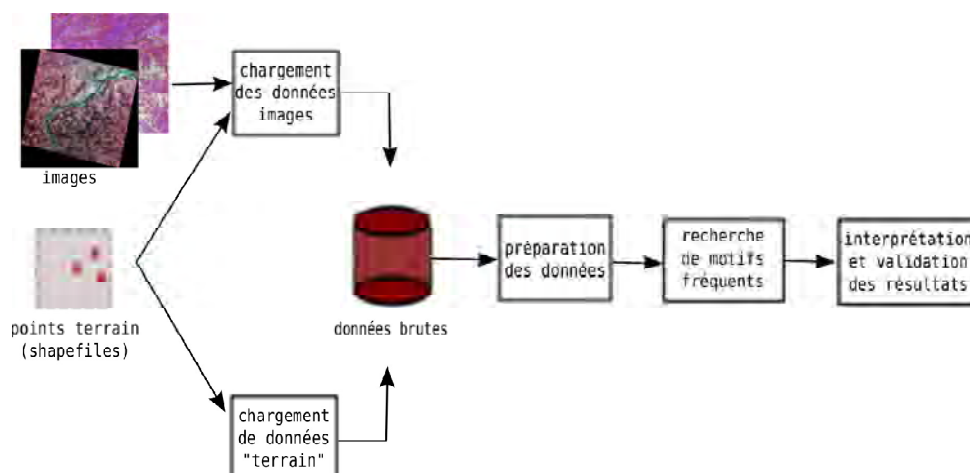 chargement
des données
images
images
points terrain
(shapefiles)
données brutes
préparation
des données
recherche
de motifs
fréquents
interprétation
et validation
des résultats
chargement
de données
"terrain"